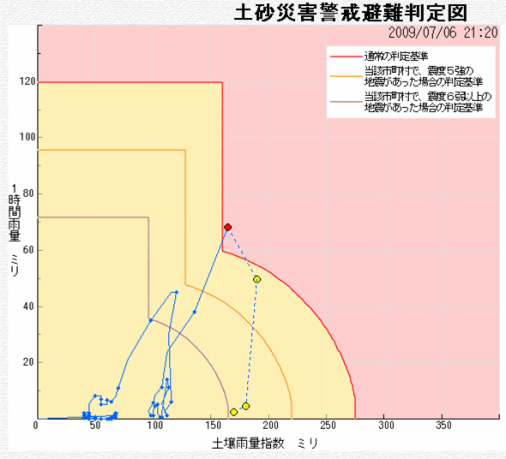 土砂災害警戒避難判定図
2009/07/06 21:20
通常の判定基準
当該市町村で、震度5強の
地震があった場合の判定基準
当該市町村で、震度6弱以上の
地震があった場合の判定基準
1時間雨量 ミリ
120
100
80
60
40
20
0 50 100 150 200 250 300 350
土壌雨量指数 ミリ